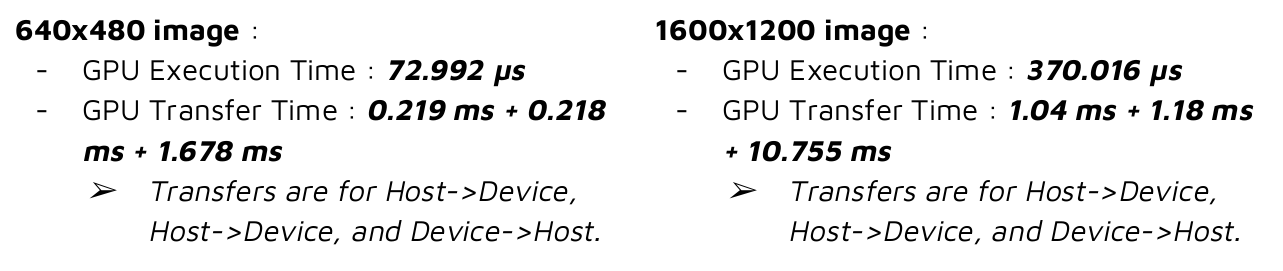 640x480 image :
- GPU Execution Time : 72.992 µs
- GPU Transfer Time : 0.219 ms + 0.218
ms + 1.678 ms
➢ Transfers are for Host->Device,
Host->Device, and Device->Host.
1600x1200 image :
- GPU Execution Time : 370.016 µs
- GPU Transfer Time : 1.04 ms + 1.18 ms
+ 10.755 ms
➢ Transfers are for Host->Device,
Host->Device, and Device->Host.